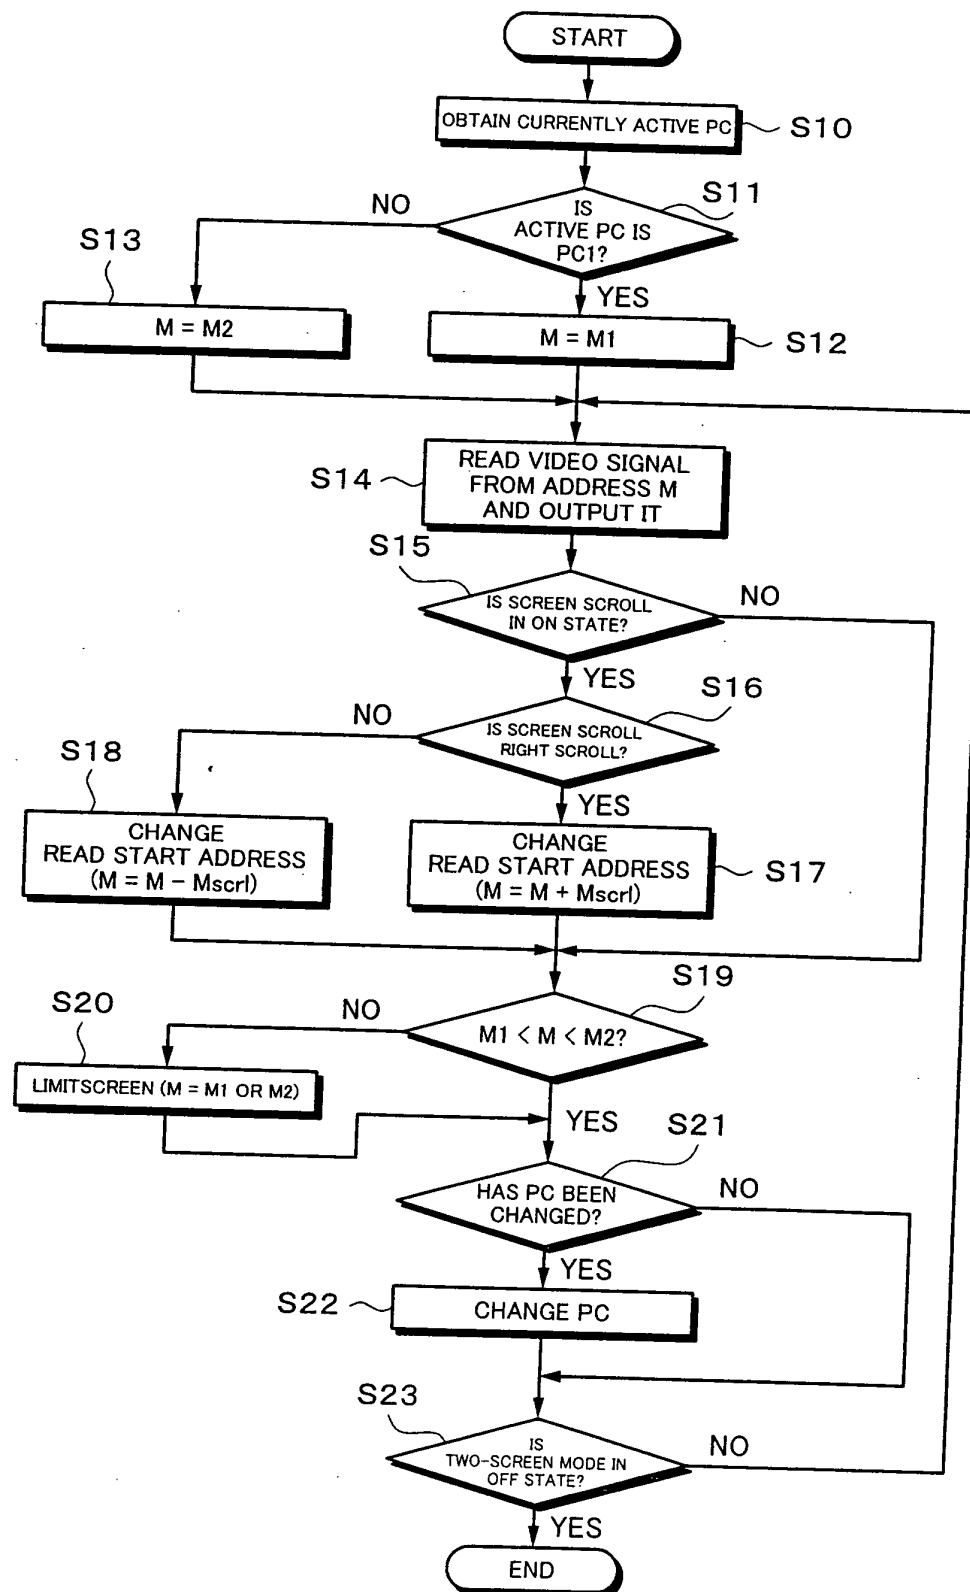 START
OBTAIN CURRENTLY ACTIVE PC
S10
S11
IS
ACTIVE PC IS
PC1?
NO
YES
S13
M = M2
M = M1
S12
S14
READ VIDEO SIGNAL
FROM ADDRESS M
AND OUTPUT IT
S15
IS SCREEN SCROLL
IN ON STATE?
NO
YES
S16
IS SCREEN SCROLL
RIGHT SCROLL?
NO
YES
S18
CHANGE
READ START ADDRESS
(M = M − Mscrl)
CHANGE
READ START ADDRESS
(M = M + Mscrl)
S17
S19
M1 < M < M2?
NO
YES
S20
LIMITSCREEN (M = M1 OR M2)
S21
HAS PC BEEN
CHANGED?
NO
YES
S22
CHANGE PC
S23
IS
TWO-SCREEN MODE IN
OFF STATE?
NO
YES
END